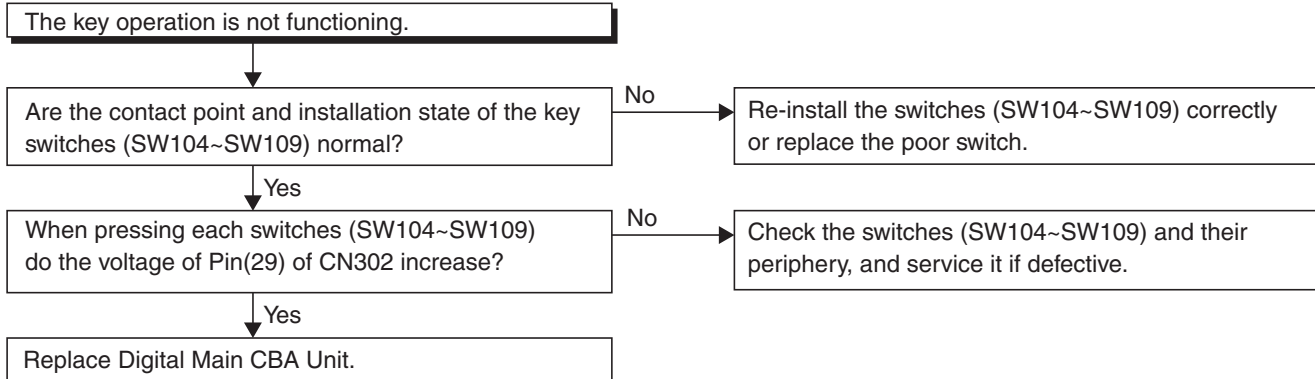 The key operation is not functioning.
Are the contact point and installation state of the key
switches (SW104~SW109) normal?
No
Re-install the switches (SW104~SW109) correctly
or replace the poor switch.
Yes
When pressing each switches (SW104~SW109)
do the voltage of Pin(29) of CN302 increase?
No
Check the switches (SW104~SW109) and their
periphery, and service it if defective.
Yes
Replace Digital Main CBA Unit.